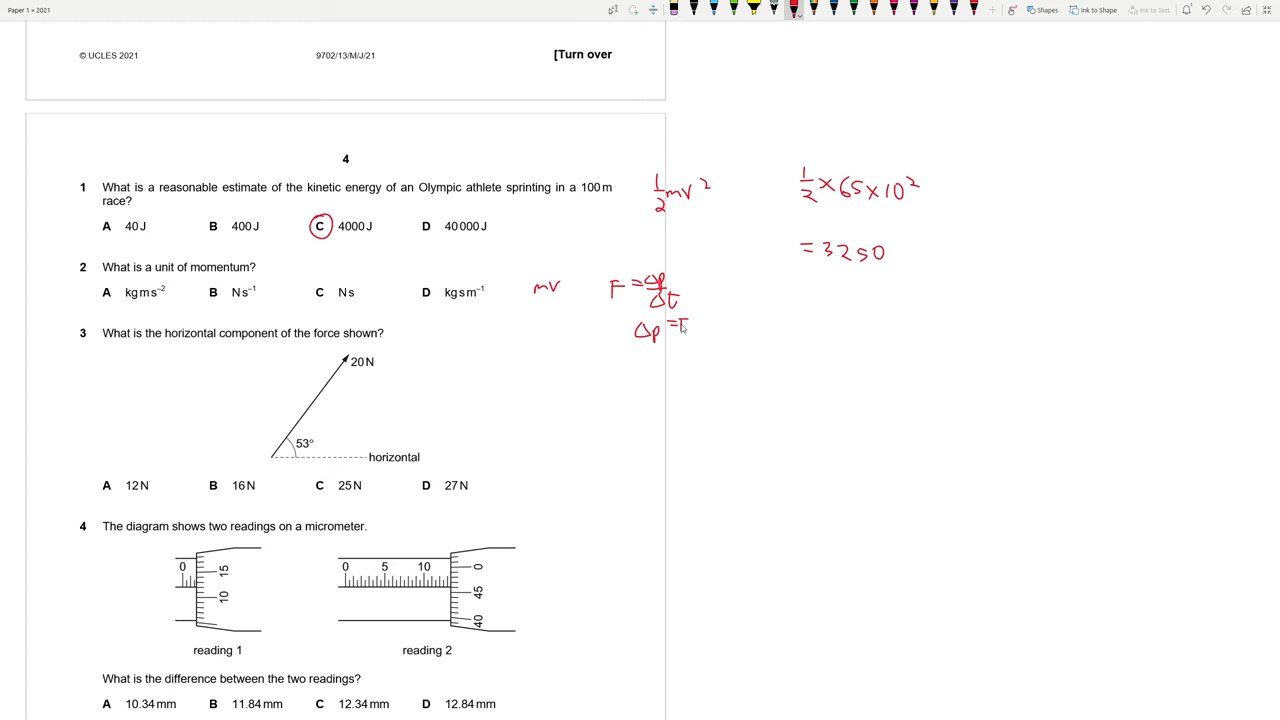 Paper 1 » 2021
Shapes
Ink to Shape
Ink to Text
© UCLES 2021 9702/13/M/J/21 [Turn over
4
1 What is a reasonable estimate of the kinetic energy of an Olympic athlete sprinting in a 100 m
race?
A 40 J B 400 J C 4000 J D 40 000 J
½mv²
½ × 65 × 10²
= 3250
2 What is a unit of momentum?
A kg m s⁻² B N s⁻¹ C N s D kg s m⁻¹
mv
F = Δp/Δt
Δp = F
3 What is the horizontal component of the force shown?
20 N
53°
horizontal
A 12 N B 16 N C 25 N D 27 N
4 The diagram shows two readings on a micrometer.
0 15 10
0 5 10 0 45 40
reading 1 reading 2
What is the difference between the two readings?
A 10.34 mm B 11.84 mm C 12.34 mm D 12.84 mm